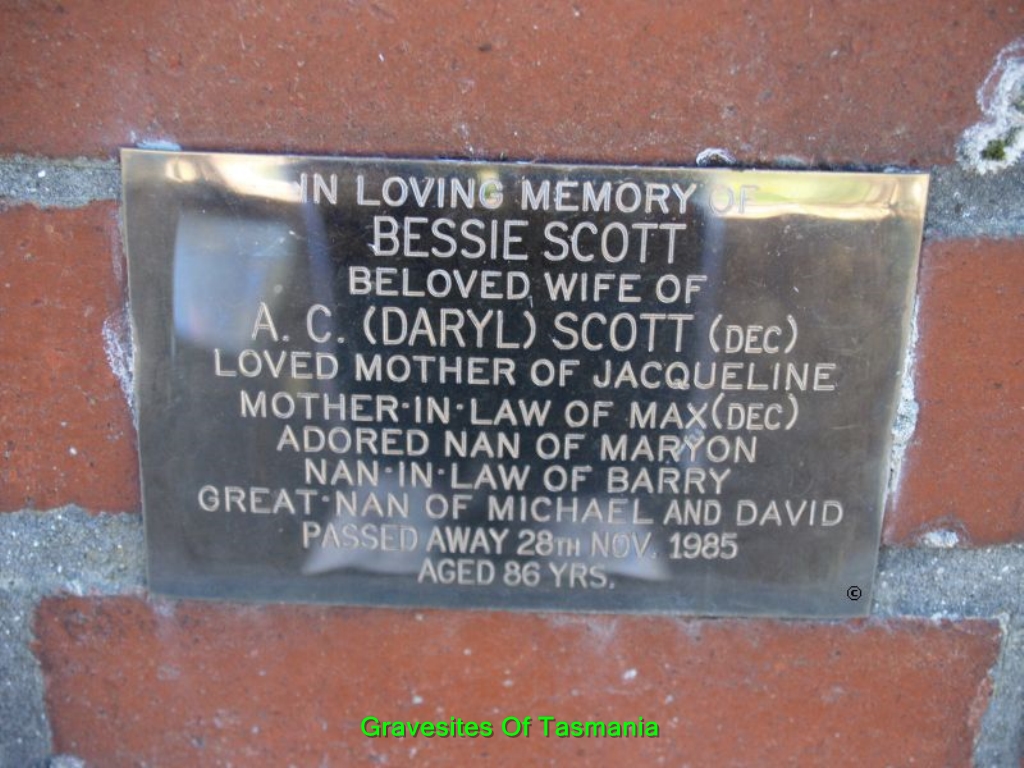 IN LOVING MEMORY OF
BESSIE SCOTT
BELOVED WIFE OF
A. C. (DARYL) SCOTT (DEC)
LOVED MOTHER OF JACQUELINE
MOTHER-IN-LAW OF MAX(DEC)
ADORED NAN OF MARYON
NAN-IN-LAW OF BARRY
GREAT-NAN OF MICHAEL AND DAVID
PASSED AWAY 28TH NOV. 1985
AGED 86 YRS.
©
Gravesites Of Tasmania